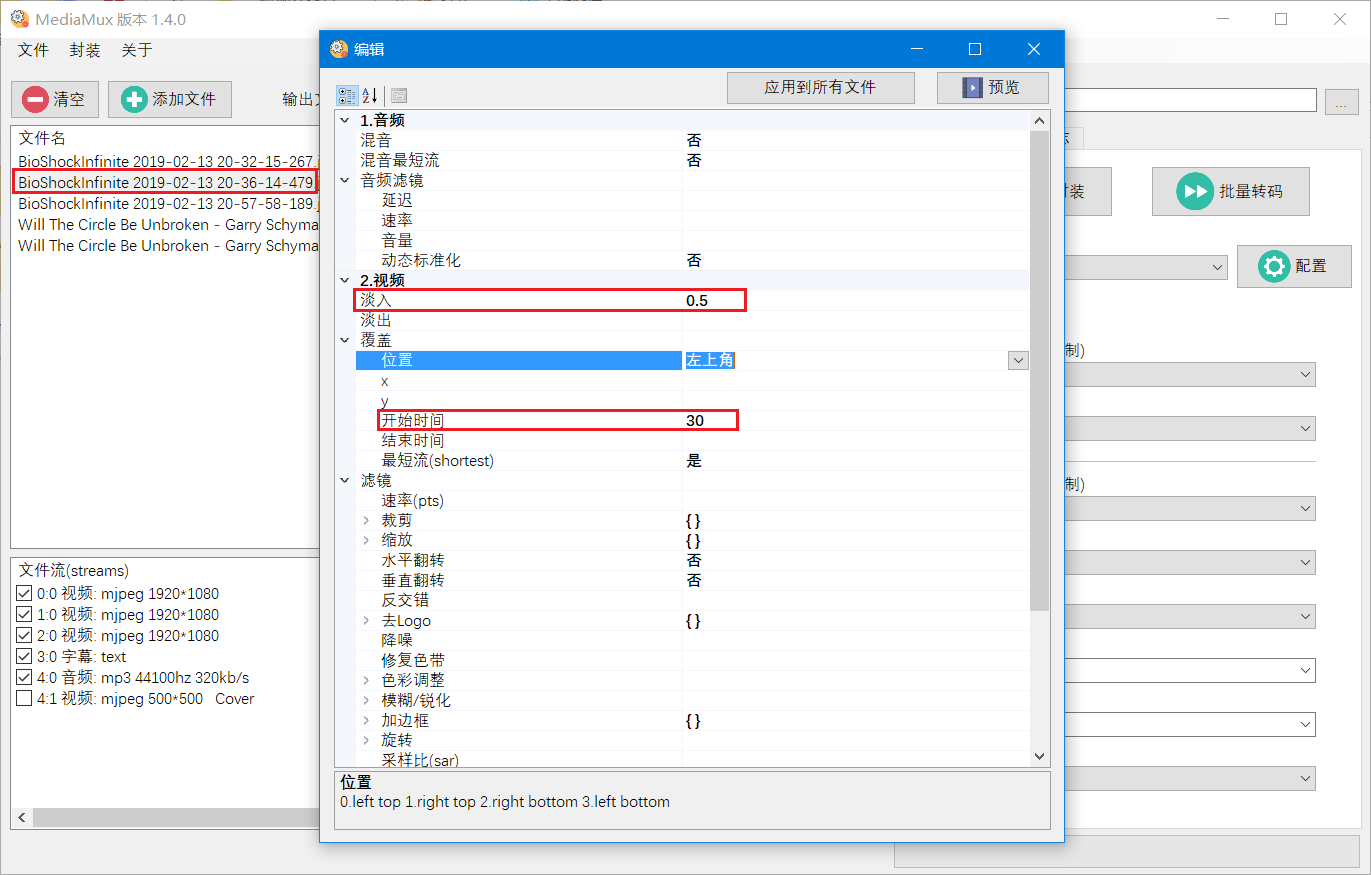 MediaMux 版本 1.4.0
文件 封装 关于
清空 添加文件 输出
...
文件名
BioShockInfinite 2019-02-13 20-32-15-267.j
BioShockInfinite 2019-02-13 20-36-14-479.
BioShockInfinite 2019-02-13 20-57-58-189.j
Will The Circle Be Unbroken - Garry Schyma
Will The Circle Be Unbroken - Garry Schyma
文件流(streams)
0:0 视频: mjpeg 1920*1080
1:0 视频: mjpeg 1920*1080
2:0 视频: mjpeg 1920*1080
3:0 字幕: text
4:0 音频: mp3 44100hz 320kb/s
4:1 视频: mjpeg 500*500 Cover
编辑
应用到所有文件 预览
1.音频
混音 否
混音最短流 否
音频滤镜
延迟
速率
音量
动态标准化 否
2.视频
淡入 0.5
淡出
覆盖
位置 左上角
x
y
开始时间 30
结束时间
最短流(shortest) 是
滤镜
速率(pts)
裁剪 {}
缩放 {}
水平翻转 否
垂直翻转 否
反交错
去Logo {}
降噪
修复色带
色彩调整
模糊/锐化
加边框 {}
旋转
采样比(sar)
位置
0.left top 1.right top 2.right bottom 3.left bottom
装
批量转码
配置
制)
制)